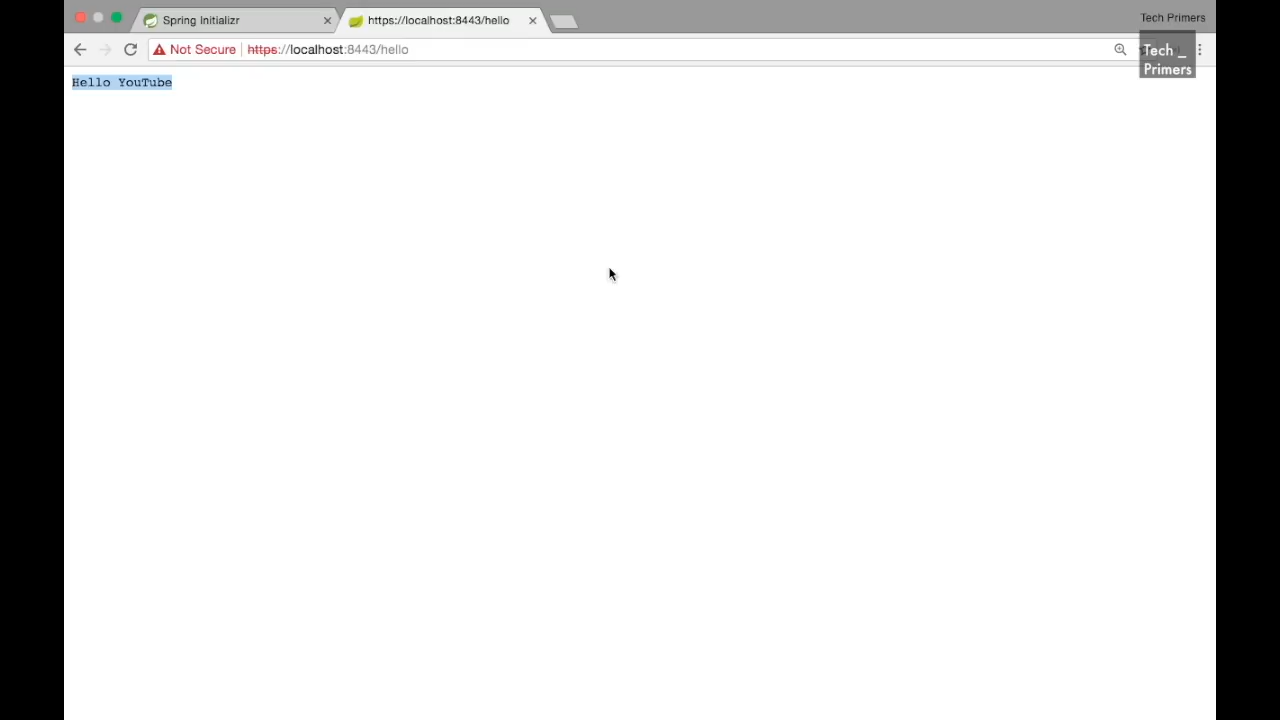 Spring Initializr
https://localhost:8443/hello
Tech Primers
Not Secure
https://localhost:8443/hello
Tech _
Primers
Hello YouTube